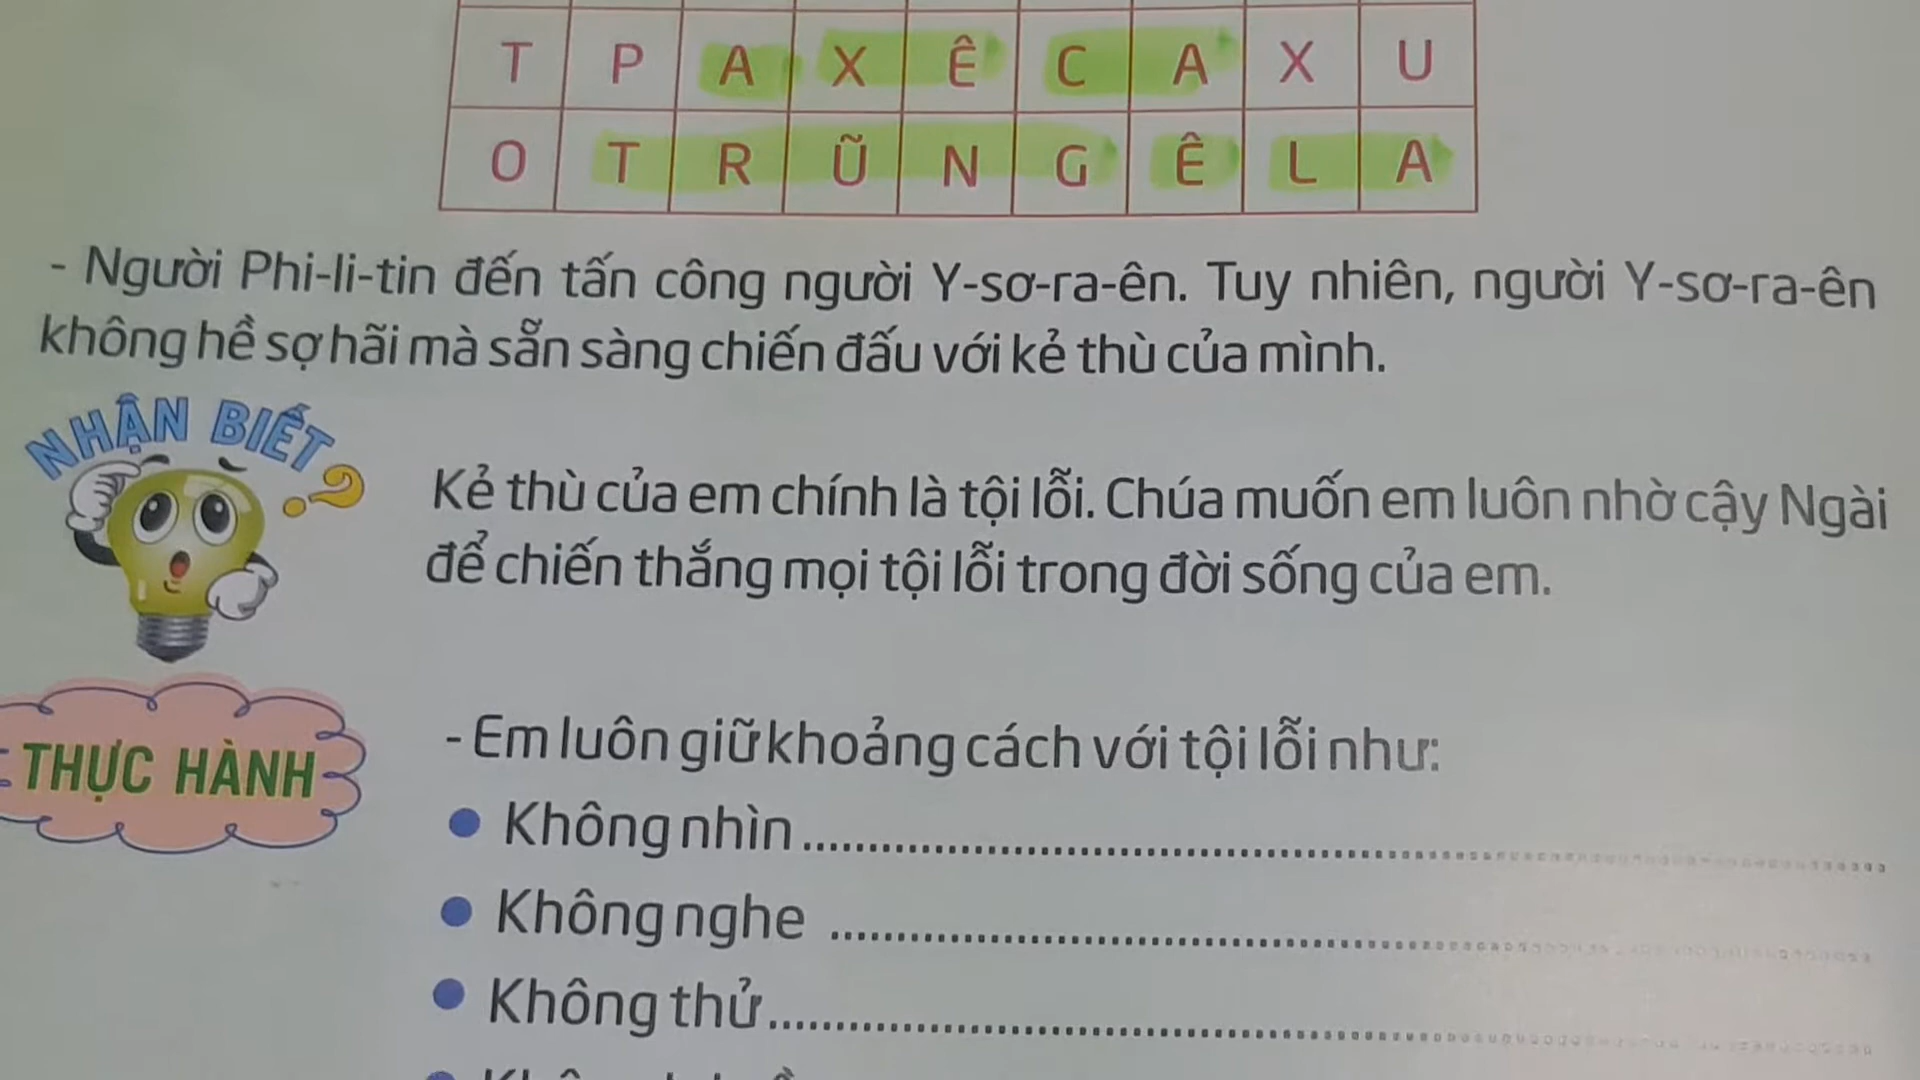 T P A X Ê C A X U
O T R Ũ N G Ê L A
- Người Phi-li-tin đến tấn công người Y-sơ-ra-ên. Tuy nhiên, người Y-sơ-ra-ên
không hề sợ hãi mà sẵn sàng chiến đấu với kẻ thù của mình.
NHẬN BIẾT ?
Kẻ thù của em chính là tội lỗi. Chúa muốn em luôn nhờ cậy Ngài
để chiến thắng mọi tội lỗi trong đời sống của em.
THỰC HÀNH
- Em luôn giữ khoảng cách với tội lỗi như:
• Không nhìn
• Không nghe
• Không thử